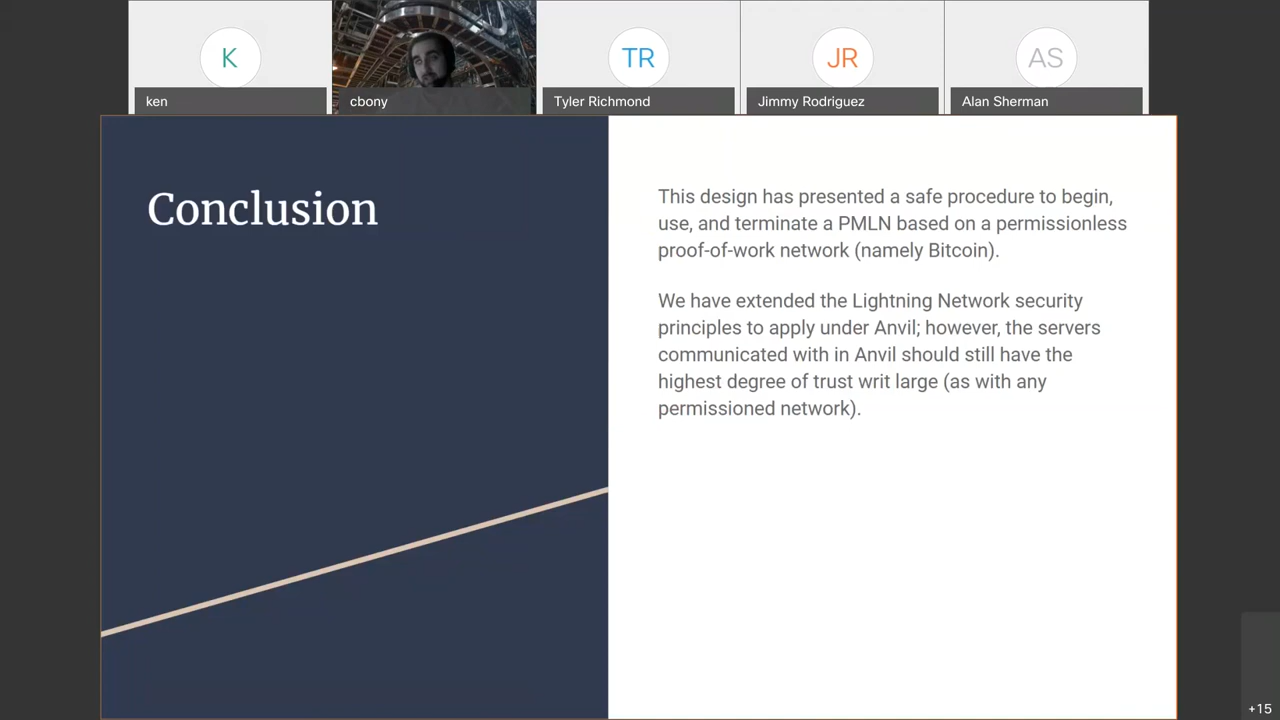 K
TR
JR
AS
ken
cbony
Tyler Richmond
Jimmy Rodriguez
Alan Sherman
Conclusion
This design has presented a safe procedure to begin,
use, and terminate a PMLN based on a permissionless
proof-of-work network (namely Bitcoin).
We have extended the Lightning Network security
principles to apply under Anvil; however, the servers
communicated with in Anvil should still have the
highest degree of trust writ large (as with any
permissioned network).
+15